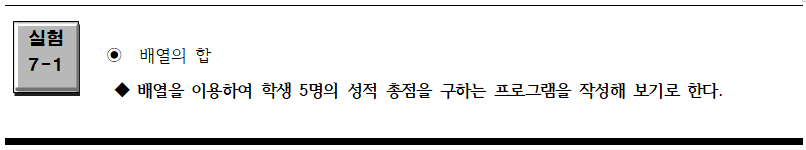 실험
7-1
◉ 배열의 합
◆ 배열을 이용하여 학생 5명의 성적 총점을 구하는 프로그램을 작성해 보기로 한다.